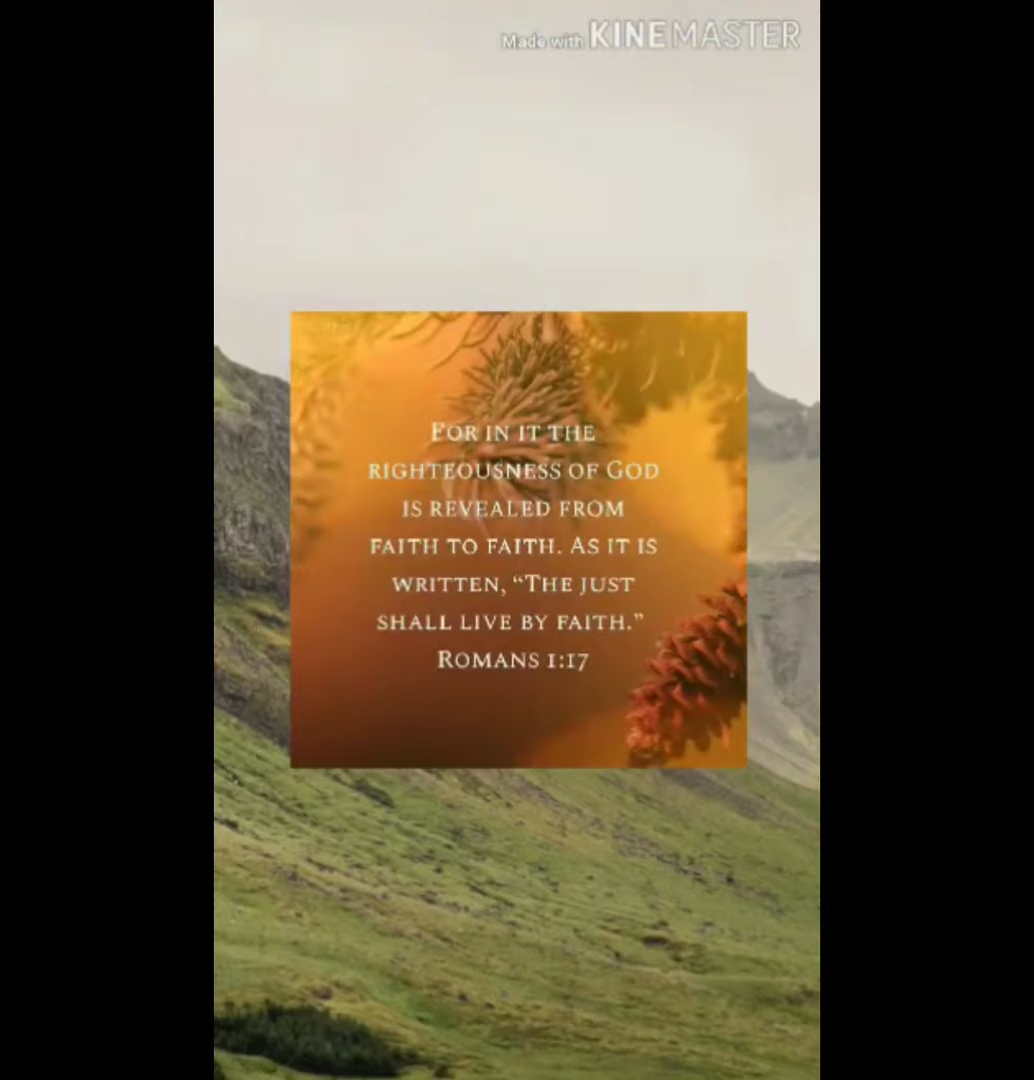 Made with KINEMASTER
FOR IN IT THE
RIGHTEOUSNESS OF GOD
IS REVEALED FROM
FAITH TO FAITH. AS IT IS
WRITTEN, “THE JUST
SHALL LIVE BY FAITH.”
ROMANS 1:17